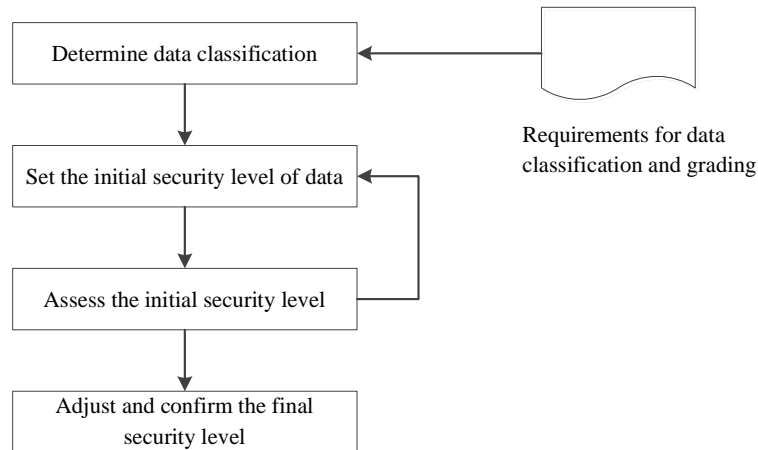 Determine data classification
Requirements for data
classification and grading
Set the initial security level of data
Assess the initial security level
Adjust and confirm the final
security level